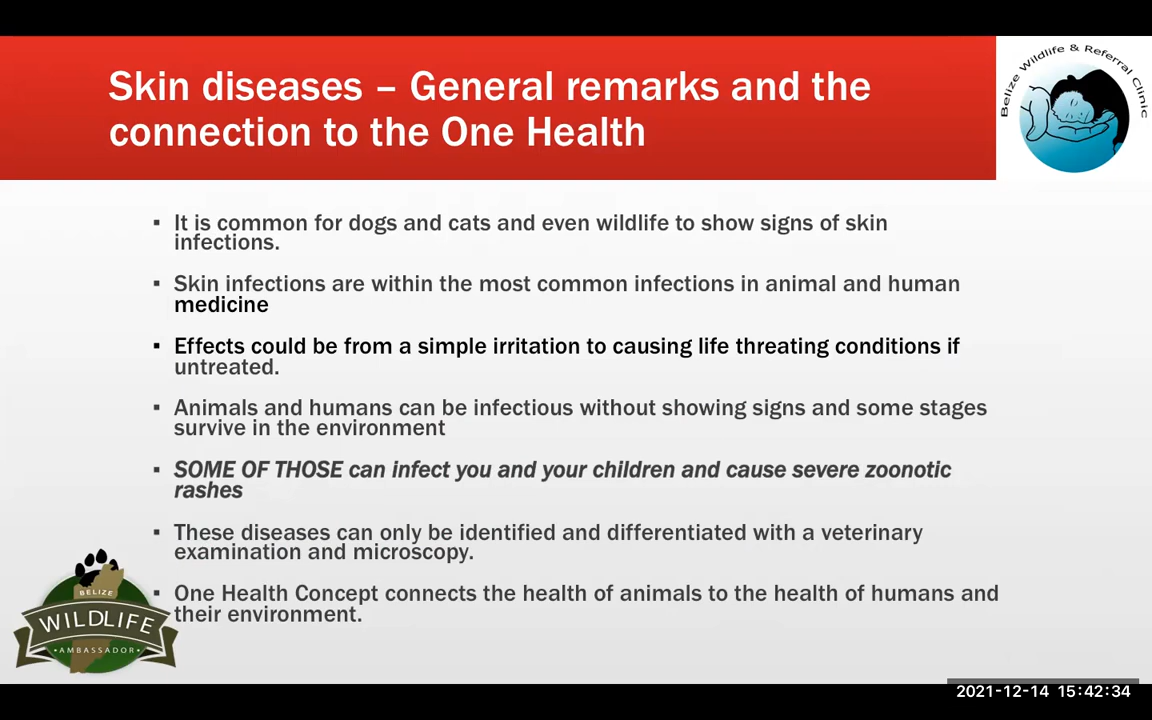 Skin diseases – General remarks and the
connection to the One Health
Belize Wildlife & Referral Clinic
▪ It is common for dogs and cats and even wildlife to show signs of skin
infections.
▪ Skin infections are within the most common infections in animal and human
medicine
▪ Effects could be from a simple irritation to causing life threating conditions if
untreated.
▪ Animals and humans can be infectious without showing signs and some stages
survive in the environment
▪ SOME OF THOSE can infect you and your children and cause severe zoonotic
rashes
▪ These diseases can only be identified and differentiated with a veterinary
examination and microscopy.
▪ One Health Concept connects the health of animals to the health of humans and
their environment.
BELIZE
WILDLIFE
•AMBASSADOR•
2021-12-14 15:42:34